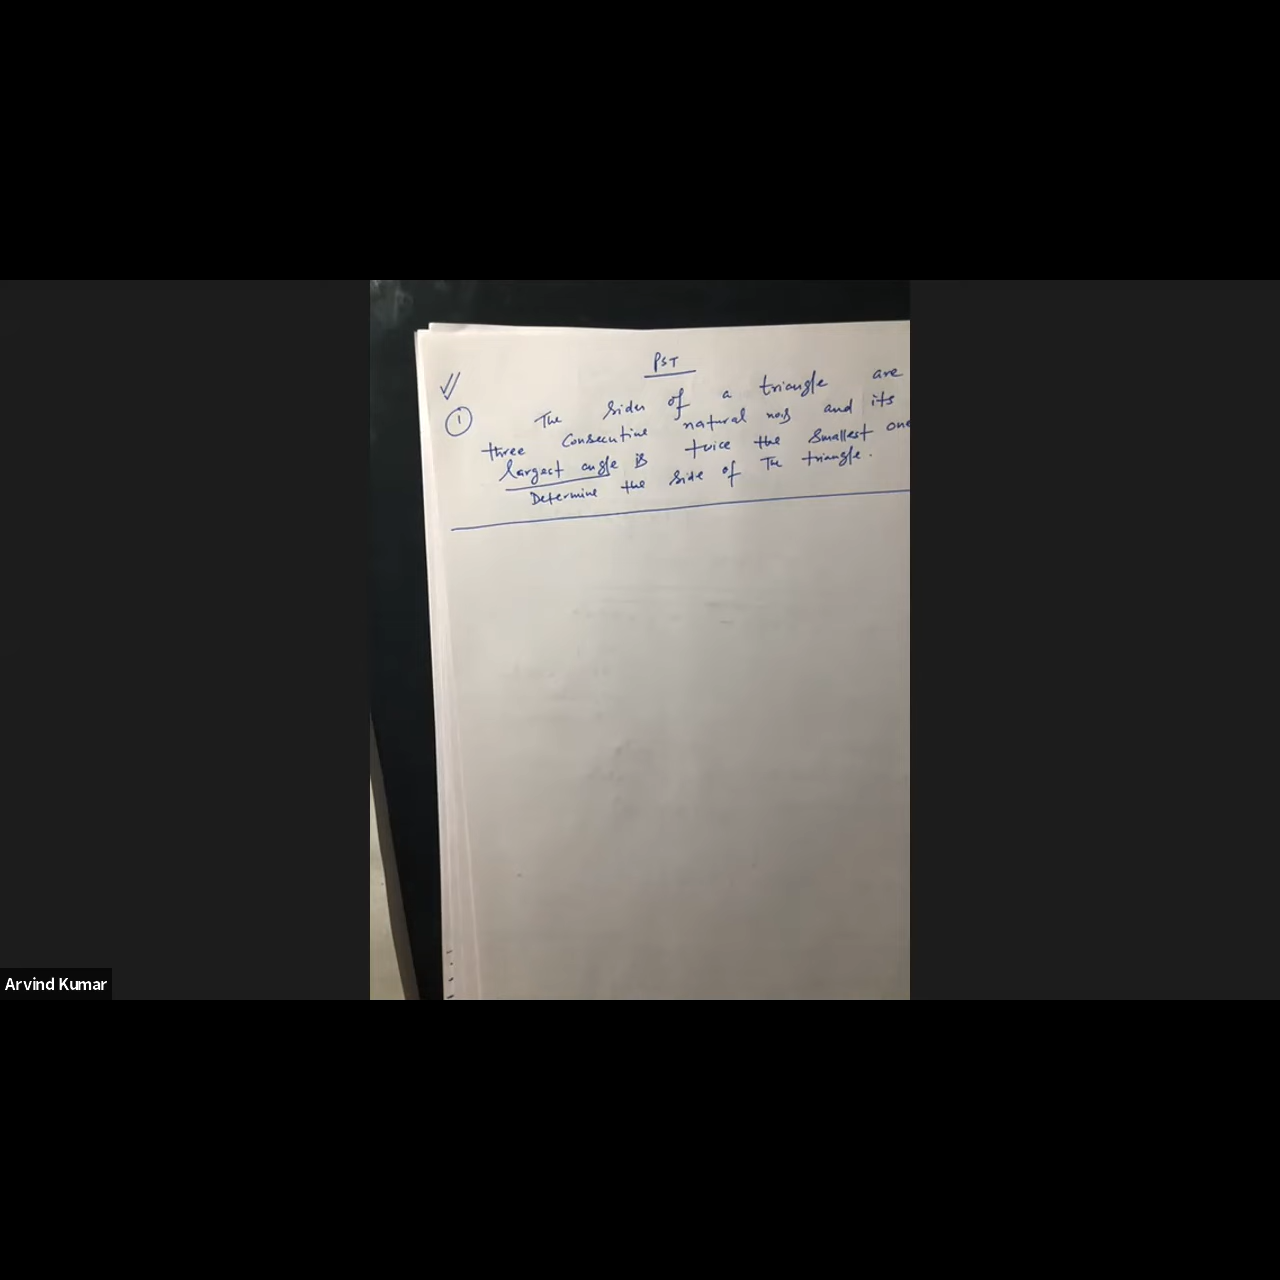 PST
① The sides of a triangle are
three consecutive natural nos and its
largest angle is twice the smallest one
Determine the side of The triangle.
Arvind Kumar